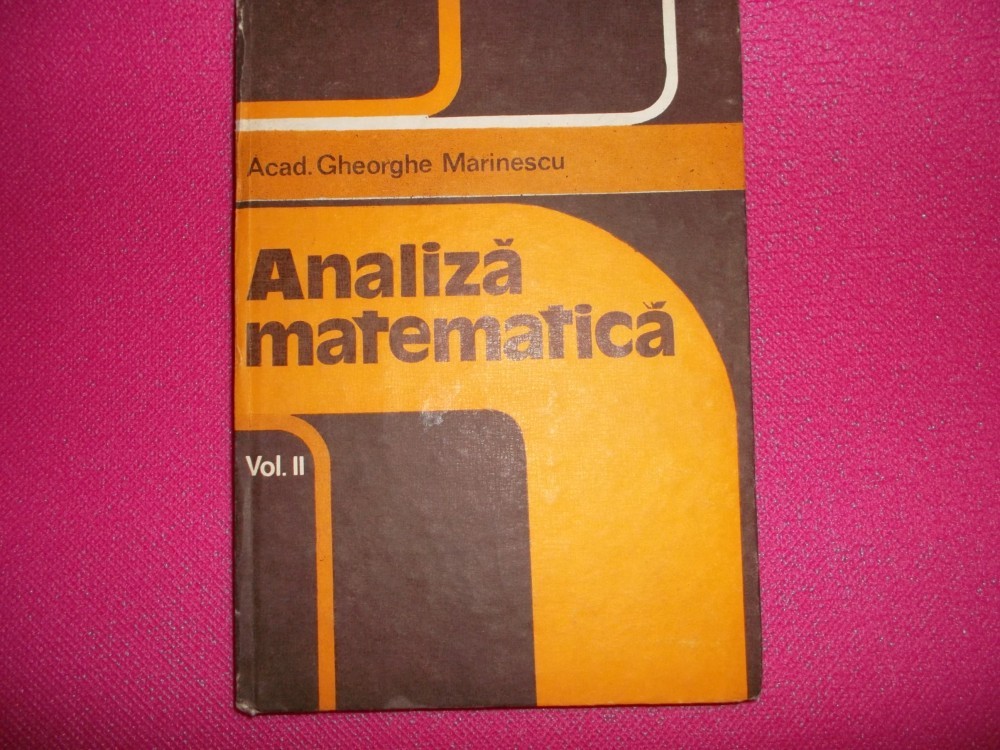 Acad. Gheorghe Marinescu
Analiză
matematică
Vol. II